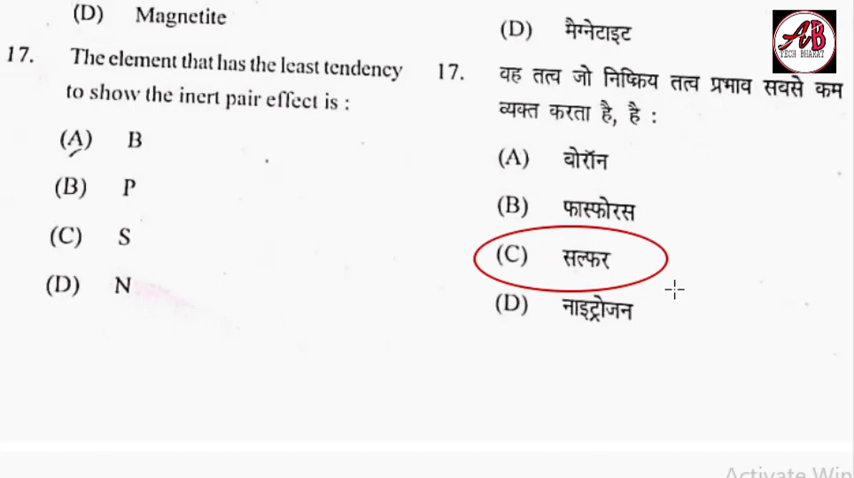 (D) Magnetite
17. The element that has the least tendency
to show the inert pair effect is :
(A) B
(B) P
(C) S
(D) N
(D) मैग्नेटाइट
17. वह तत्व जो निष्क्रिय तत्व प्रभाव सबसे कम
व्यक्त करता है, है :
(A) बोरॉन
(B) फास्फोरस
(C) सल्फर
(D) नाइट्रोजन
AB
TECH BHARAT
Activate Win